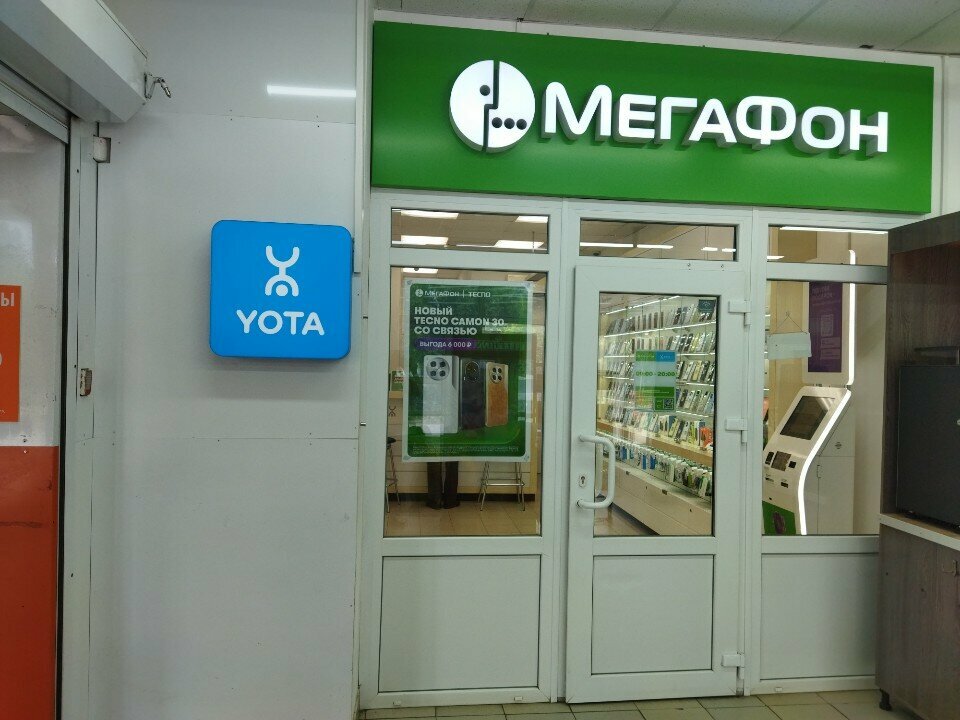 МЕГАФОН
YOTA
МЕГАФОН | TECNO
НОВЫЙ
TECNO CAMON 30
СО СВЯЗЬЮ
ВЫГОДА 6 000 ₽
Ы